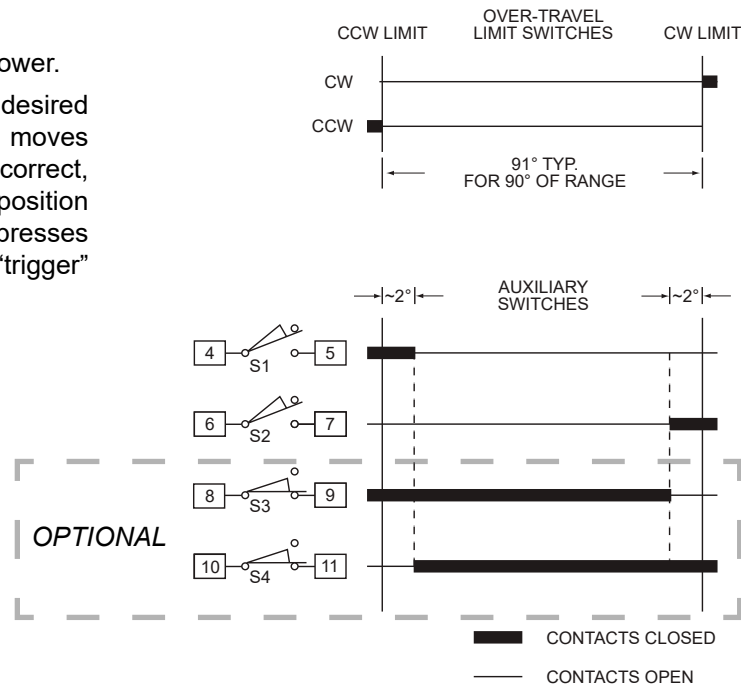 ower.
desired
moves
correct,
position
presses
"trigger"
OVER-TRAVEL
CCW LIMIT LIMIT SWITCHES CW LIMIT
CW
CCW
91° TYP.
FOR 90° OF RANGE
~2° AUXILIARY ~2°
SWITCHES
4 S1 5
6 S2 7
8 S3 9
OPTIONAL
10 S4 11
CONTACTS CLOSED
CONTACTS OPEN